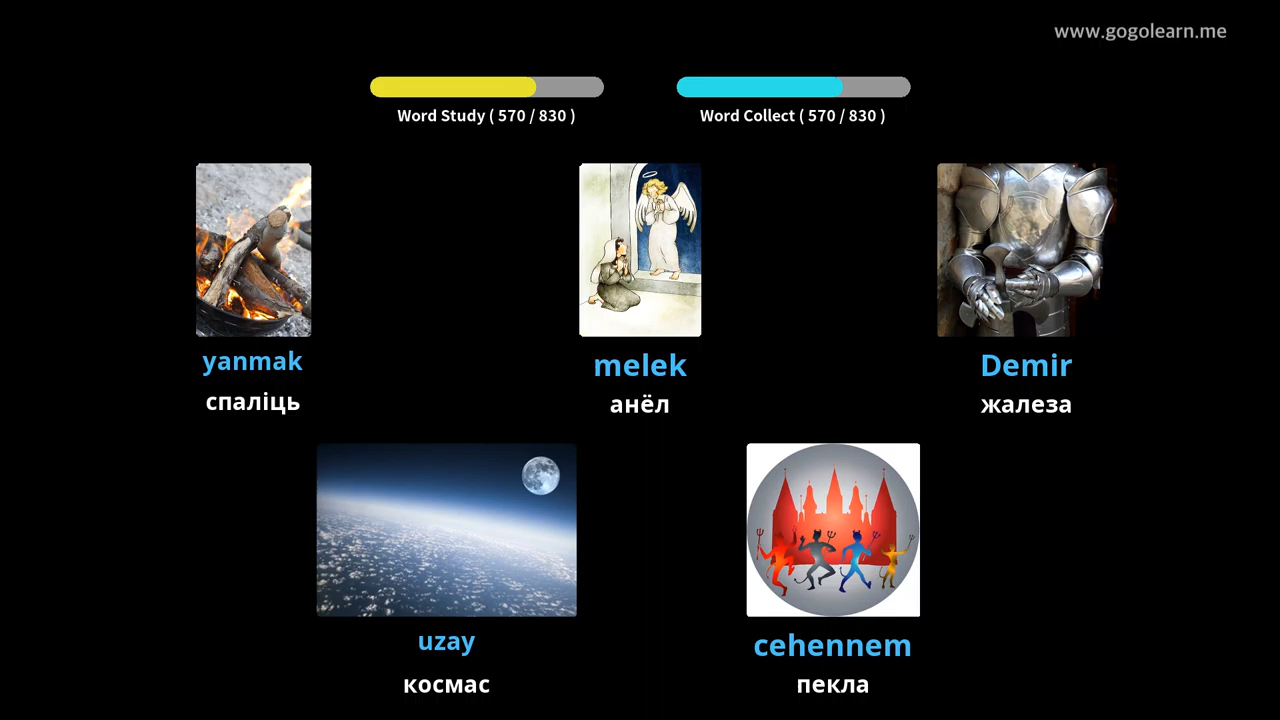 www.gogolearn.me
Word Study ( 570 / 830 )
Word Collect ( 570 / 830 )
yanmak
спаліць
melek
анёл
Demir
жалеза
uzay
космас
cehennem
пекла